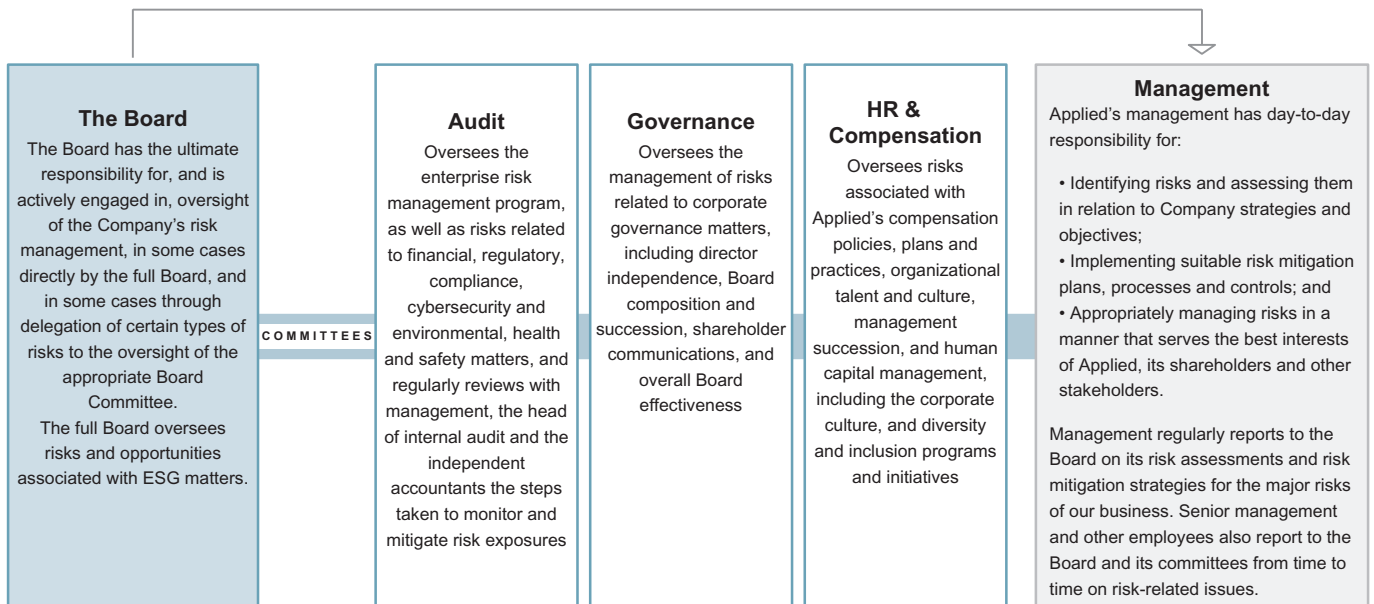 The Board
The Board has the ultimate
responsibility for, and is
actively engaged in, oversight
of the Company's risk
management, in some cases
directly by the full Board, and
in some cases through
delegation of certain types of
risks to the oversight of the
appropriate Board
Committee.
The full Board oversees
risks and opportunities
associated with ESG matters.
COMMITTEES
Audit
Oversees the
enterprise risk
management program,
as well as risks related
to financial, regulatory,
compliance,
cybersecurity and
environmental, health
and safety matters, and
regularly reviews with
management, the head
of internal audit and the
independent
accountants the steps
taken to monitor and
mitigate risk exposures
Governance
Oversees the
management of risks
related to corporate
governance matters,
including director
independence, Board
composition and
succession, shareholder
communications, and
overall Board
effectiveness
HR &
Compensation
Oversees risks
associated with
Applied's compensation
policies, plans and
practices, organizational
talent and culture,
management
succession, and human
capital management,
including the corporate
culture, and diversity
and inclusion programs
and initiatives
Management
Applied's management has day-to-day
responsibility for:
• Identifying risks and assessing them
in relation to Company strategies and
objectives;
• Implementing suitable risk mitigation
plans, processes and controls; and
• Appropriately managing risks in a
manner that serves the best interests
of Applied, its shareholders and other
stakeholders.
Management regularly reports to the
Board on its risk assessments and risk
mitigation strategies for the major risks
of our business. Senior management
and other employees also report to the
Board and its committees from time to
time on risk-related issues.